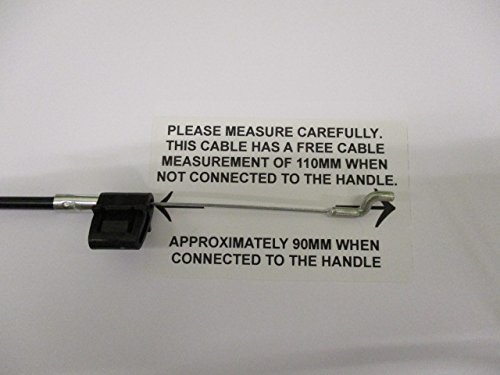 PLEASE MEASURE CAREFULLY.
THIS CABLE HAS A FREE CABLE
MEASUREMENT OF 110MM WHEN
NOT CONNECTED TO THE HANDLE.
APPROXIMATELY 90MM WHEN
CONNECTED TO THE HANDLE